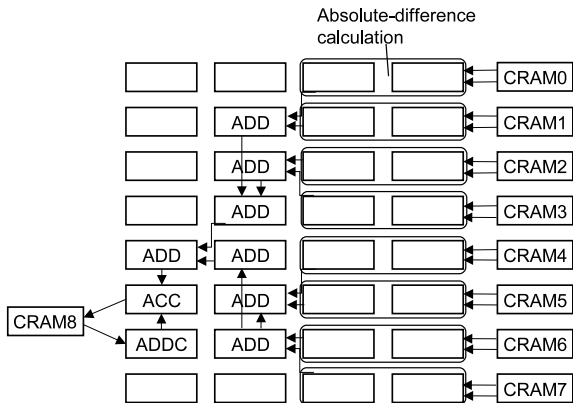 Absolute-difference
calculation
CRAM0
ADD
CRAM1
ADD
CRAM2
ADD
CRAM3
ADD
ADD
CRAM4
ACC
ADD
CRAM5
CRAM8
ADDC
ADD
CRAM6
CRAM7